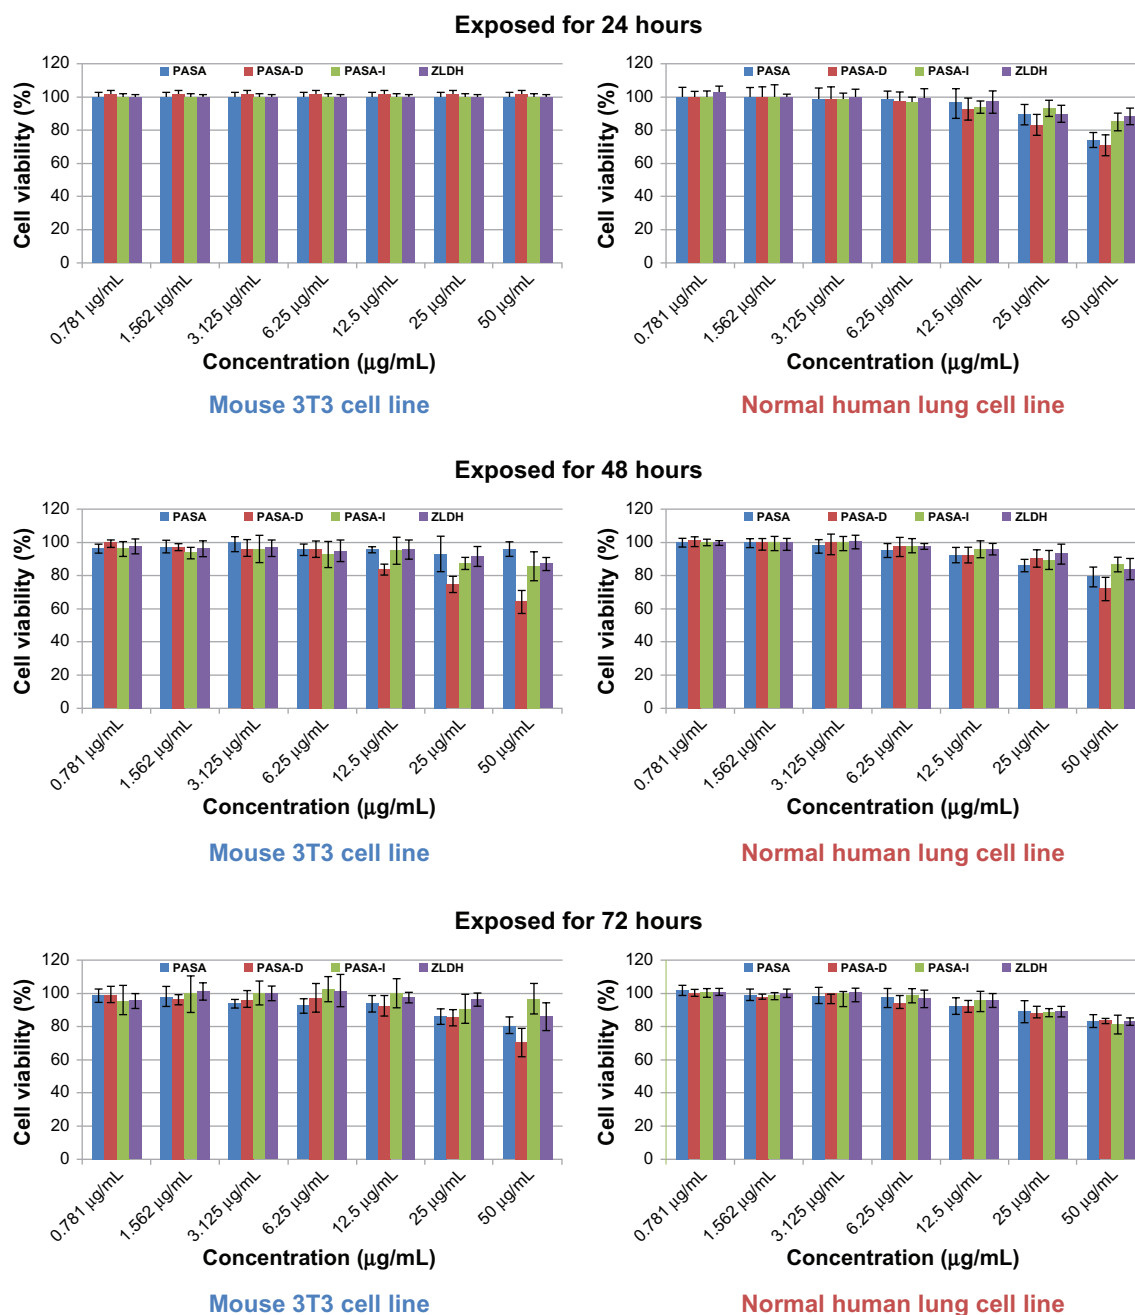 Exposed for 24 hours
PASA PASA-D PASA-I ZLDH
Cell viability (%)
120
100
80
60
40
20
0
0.781 µg/mL 1.562 µg/mL 3.125 µg/mL 6.25 µg/mL 12.5 µg/mL 25 µg/mL 50 µg/mL
Concentration (µg/mL)
Mouse 3T3 cell line
PASA PASA-D PASA-I ZLDH
Cell viability (%)
120
100
80
60
40
20
0
0.781 µg/mL 1.562 µg/mL 3.125 µg/mL 6.25 µg/mL 12.5 µg/mL 25 µg/mL 50 µg/mL
Concentration (µg/mL)
Normal human lung cell line
Exposed for 48 hours
PASA PASA-D PASA-I ZLDH
Cell viability (%)
120
100
80
60
40
20
0
0.781 µg/mL 1.562 µg/mL 3.125 µg/mL 6.25 µg/mL 12.5 µg/mL 25 µg/mL 50 µg/mL
Concentration (µg/mL)
Mouse 3T3 cell line
PASA PASA-D PASA-I ZLDH
Cell viability (%)
120
100
80
60
40
20
0
0.781 µg/mL 1.562 µg/mL 3.125 µg/mL 6.25 µg/mL 12.5 µg/mL 25 µg/mL 50 µg/mL
Concentration (µg/mL)
Normal human lung cell line
Exposed for 72 hours
PASA PASA-D PASA-I ZLDH
Cell viability (%)
120
100
80
60
40
20
0
0.781 µg/mL 1.562 µg/mL 3.125 µg/mL 6.25 µg/mL 12.5 µg/mL 25 µg/mL 50 µg/mL
Concentration (µg/mL)
Mouse 3T3 cell line
PASA PASA-D PASA-I ZLDH
Cell viability (%)
120
100
80
60
40
20
0
0.781 µg/mL 1.562 µg/mL 3.125 µg/mL 6.25 µg/mL 12.5 µg/mL 25 µg/mL 50 µg/mL
Concentration (µg/mL)
Normal human lung cell line